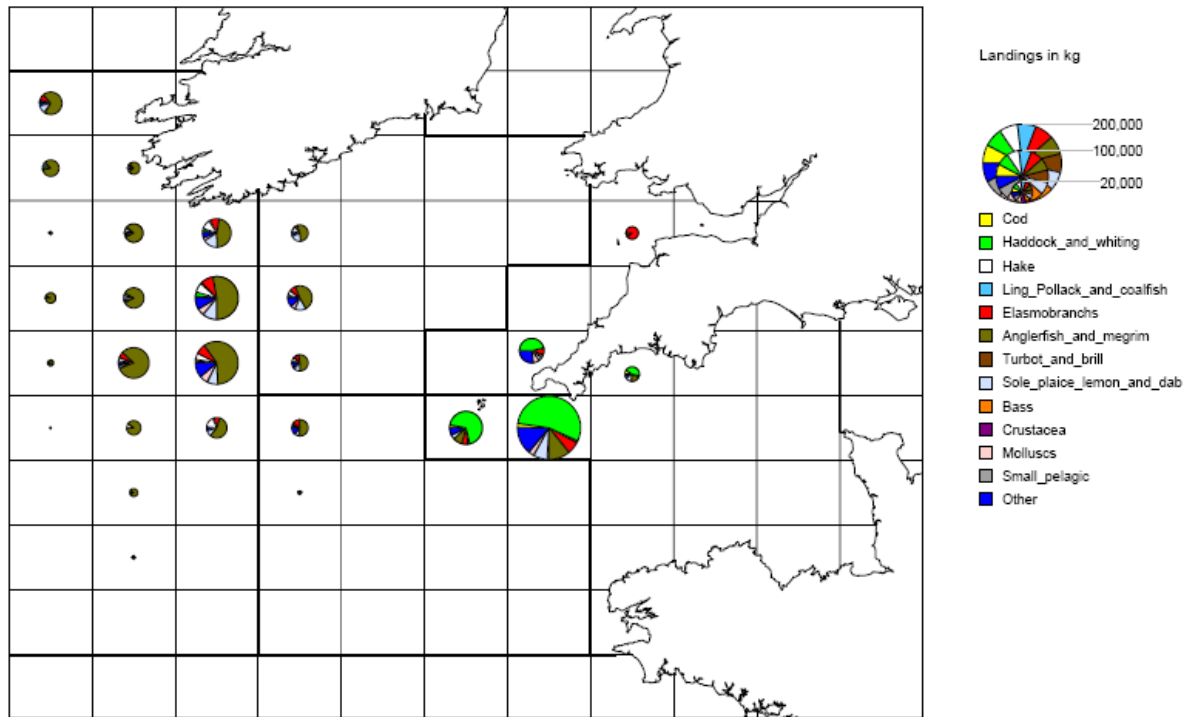 Landings in kg
200,000
100,000
20,000
Cod
Haddock_and_whiting
Hake
Ling_Pollack_and_coalfish
Elasmobranchs
Anglerfish_and_megrim
Turbot_and_brill
Sole_plaice_lemon_and_dab
Bass
Crustacea
Molluscs
Small_pelagic
Other